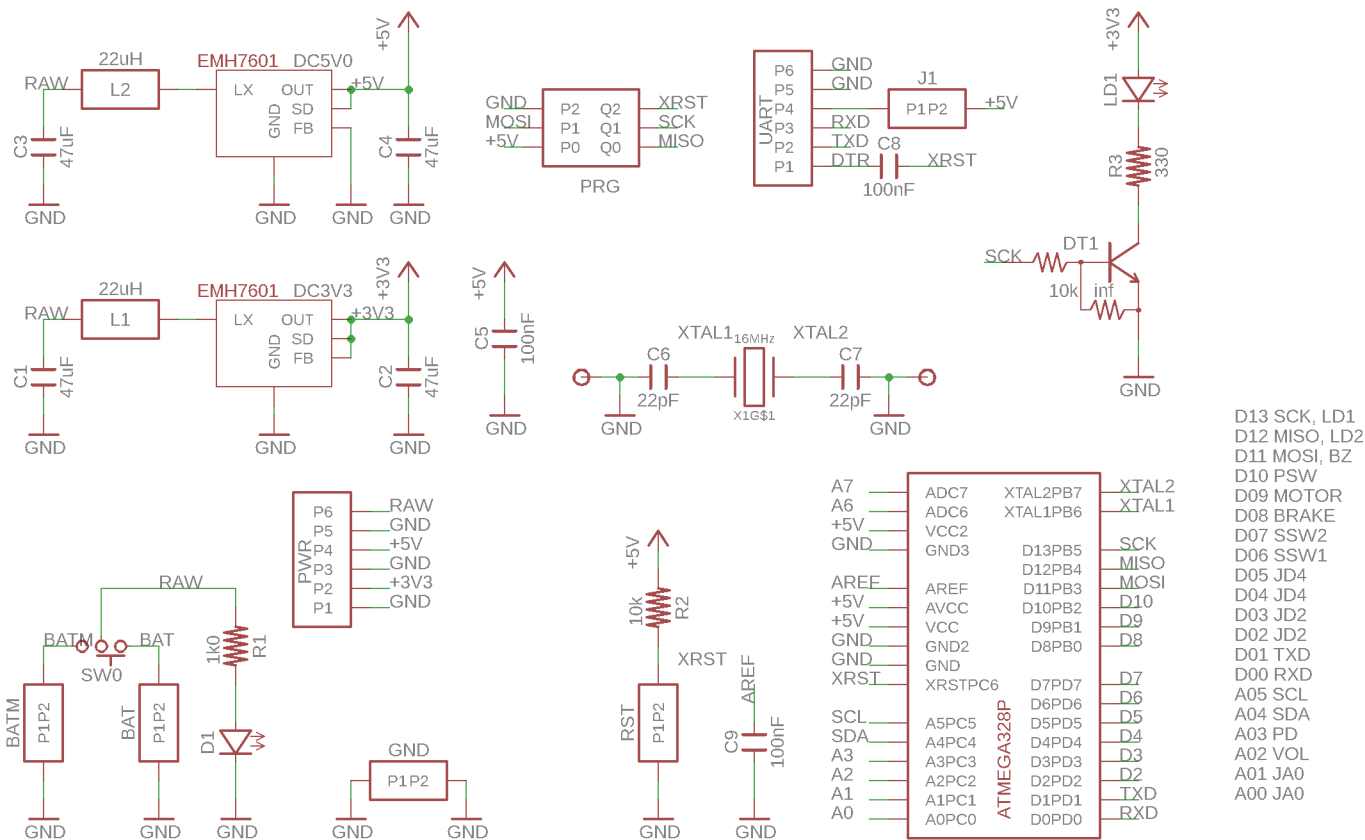 +5V
22uH
EMH7601 DC5V0
RAW
L2
LX OUT
+5V
SD
GND
FB
C3
47uF
C4
47uF
GND
GND
GND
GND
GND
MOSI
+5V
P2 Q2
P1 Q1
P0 Q0
XRST
SCK
MISO
PRG
UART
P6
P5
P4
P3
P2
P1
GND
GND
RXD
TXD
DTR
J1
P1P2
+5V
C8
100nF
XRST
+3V3
LD1
R3
330
SCK
DT1
10k
inf
GND
+3V3
22uH
EMH7601 DC3V3
RAW
L1
LX OUT
+3V3
SD
GND
FB
C1
47uF
C2
47uF
GND
GND
GND
+5V
C5
100nF
GND
XTAL1
16MHz
XTAL2
C6
22pF
C7
22pF
X1G$1
GND
GND
PWR
P6
P5
P4
P3
P2
P1
RAW
GND
+5V
GND
+3V3
GND
RAW
BATM
BAT
SW0
1k0
R1
BATM
P1P2
BAT
P1P2
D1
GND
GND
GND
GND
P1P2
GND
GND
+5V
10k
R2
XRST
RST
P1P2
GND
AREF
C9
100nF
GND
A7
A6
+5V
GND
AREF
+5V
+5V
GND
GND
XRST
SCL
SDA
A3
A2
A1
A0
ADC7
ADC6
VCC2
GND3
AREF
AVCC
VCC
GND2
GND
XRSTPC6
A5PC5
A4PC4
A3PC3
A2PC2
A1PC1
A0PC0
ATMEGA328P
XTAL2PB7
XTAL1PB6
D13PB5
D12PB4
D11PB3
D10PB2
D9PB1
D8PB0
D7PD7
D6PD6
D5PD5
D4PD4
D3PD3
D2PD2
D1PD1
D0PD0
XTAL2
XTAL1
SCK
MISO
MOSI
D10
D9
D8
D7
D6
D5
D4
D3
D2
TXD
RXD
D13 SCK, LD1
D12 MISO, LD2
D11 MOSI, BZ
D10 PSW
D09 MOTOR
D08 BRAKE
D07 SSW2
D06 SSW1
D05 JD4
D04 JD4
D03 JD2
D02 JD2
D01 TXD
D00 RXD
A05 SCL
A04 SDA
A03 PD
A02 VOL
A01 JA0
A00 JA0